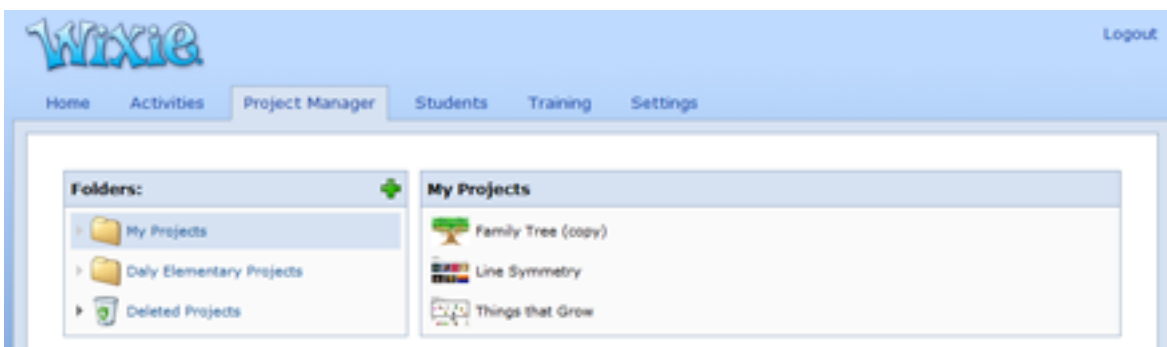 Wixie
Logout
Home Activities Project Manager Students Training Settings
Folders:
My Projects
Daly Elementary Projects
Deleted Projects
My Projects
Family Tree (copy)
Line Symmetry
Things that Grow